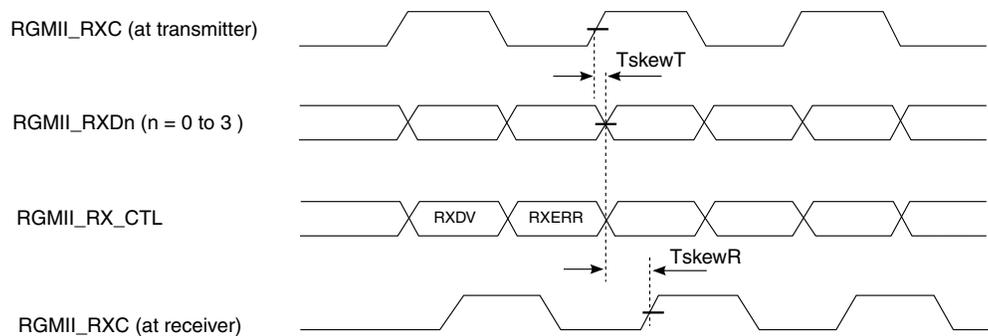 RGMII_RXC (at transmitter)
TskewT
RGMII_RXDn (n = 0 to 3 )
RGMII_RX_CTL
RXDV
RXERR
TskewR
RGMII_RXC (at receiver)